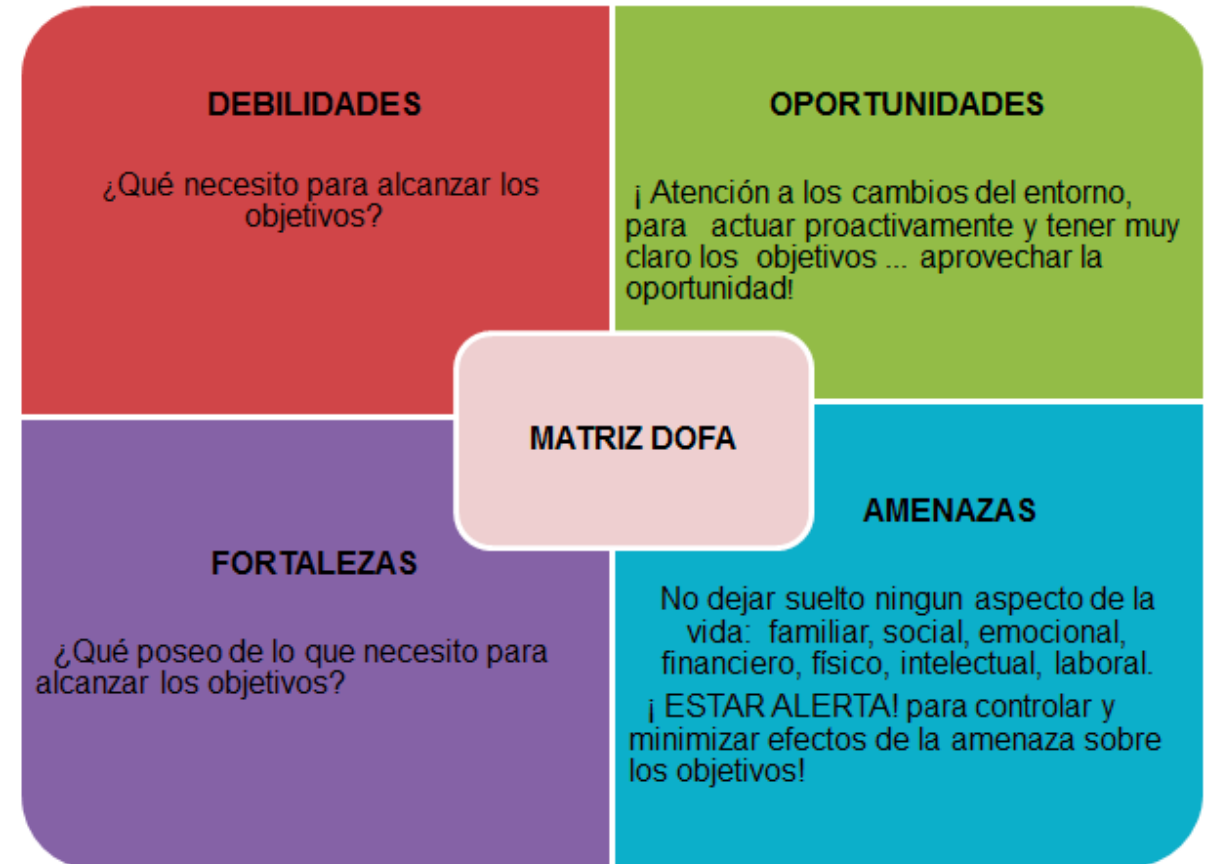 DEBILIDADES
¿Qué necesito para alcanzar los
objetivos?
OPORTUNIDADES
¡ Atención a los cambios del entorno,
para actuar proactivamente y tener muy
claro los objetivos ... aprovechar la
oportunidad!
MATRIZ DOFA
FORTALEZAS
¿Qué poseo de lo que necesito para
alcanzar los objetivos?
AMENAZAS
No dejar suelto ningun aspecto de la
vida: familiar, social, emocional,
financiero, físico, intelectual, laboral.
¡ ESTAR ALERTA! para controlar y
minimizar efectos de la amenaza sobre
los objetivos!